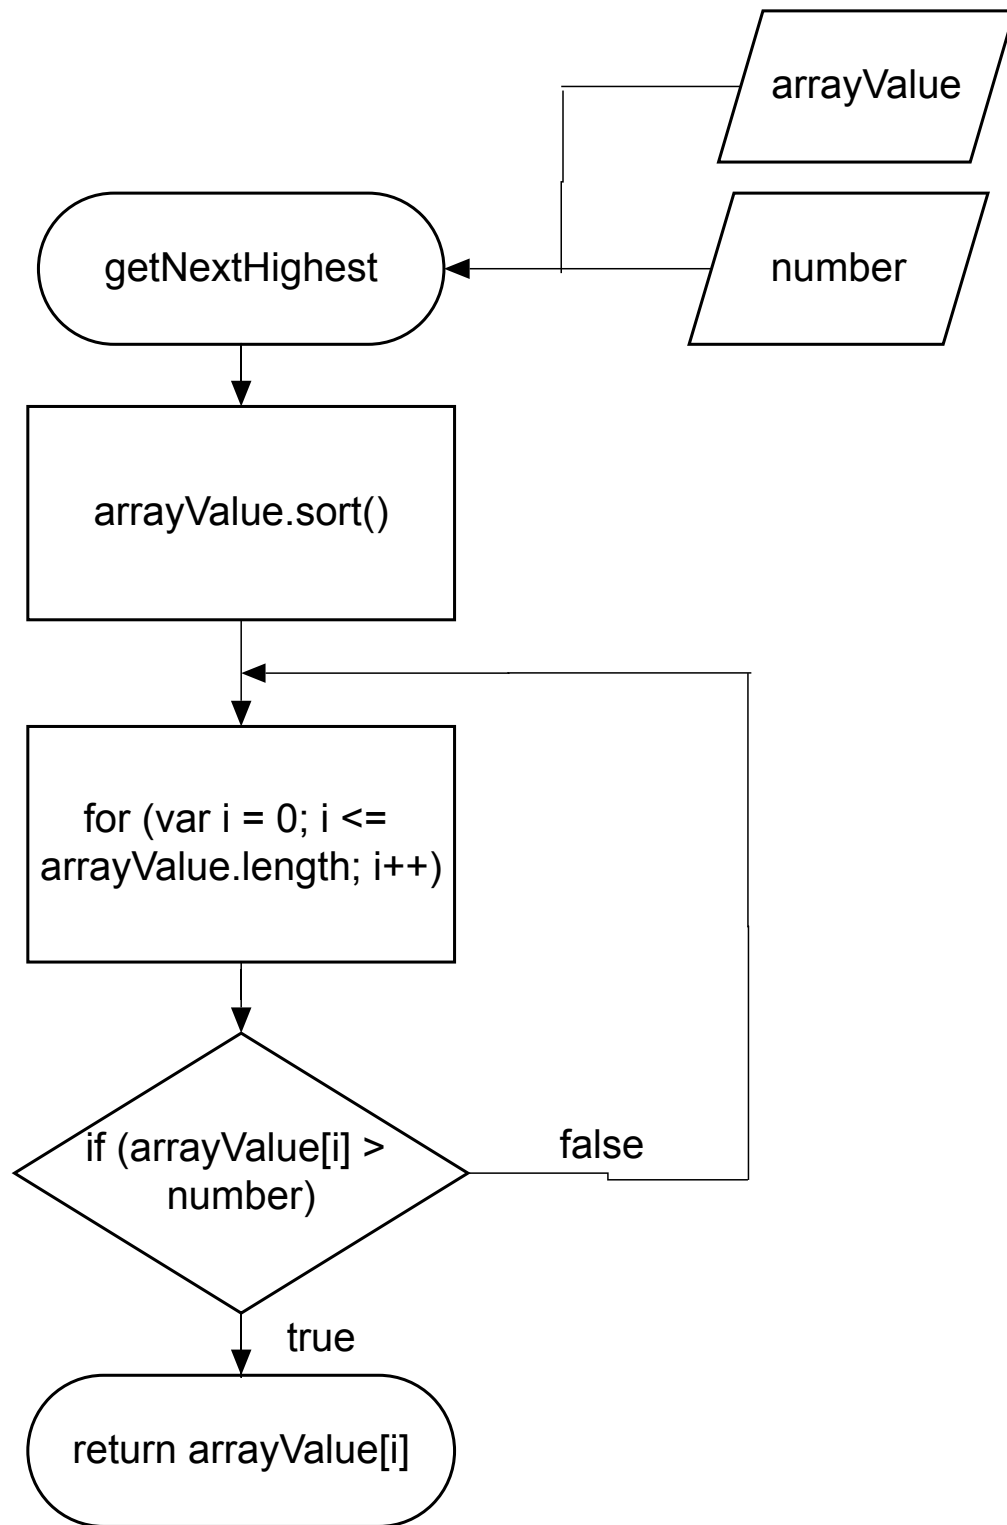 arrayValue
getNextHighest
number
arrayValue.sort()
for (var i = 0; i <=
arrayValue.length; i++)
if (arrayValue[i] >
number)
false
true
return arrayValue[i]